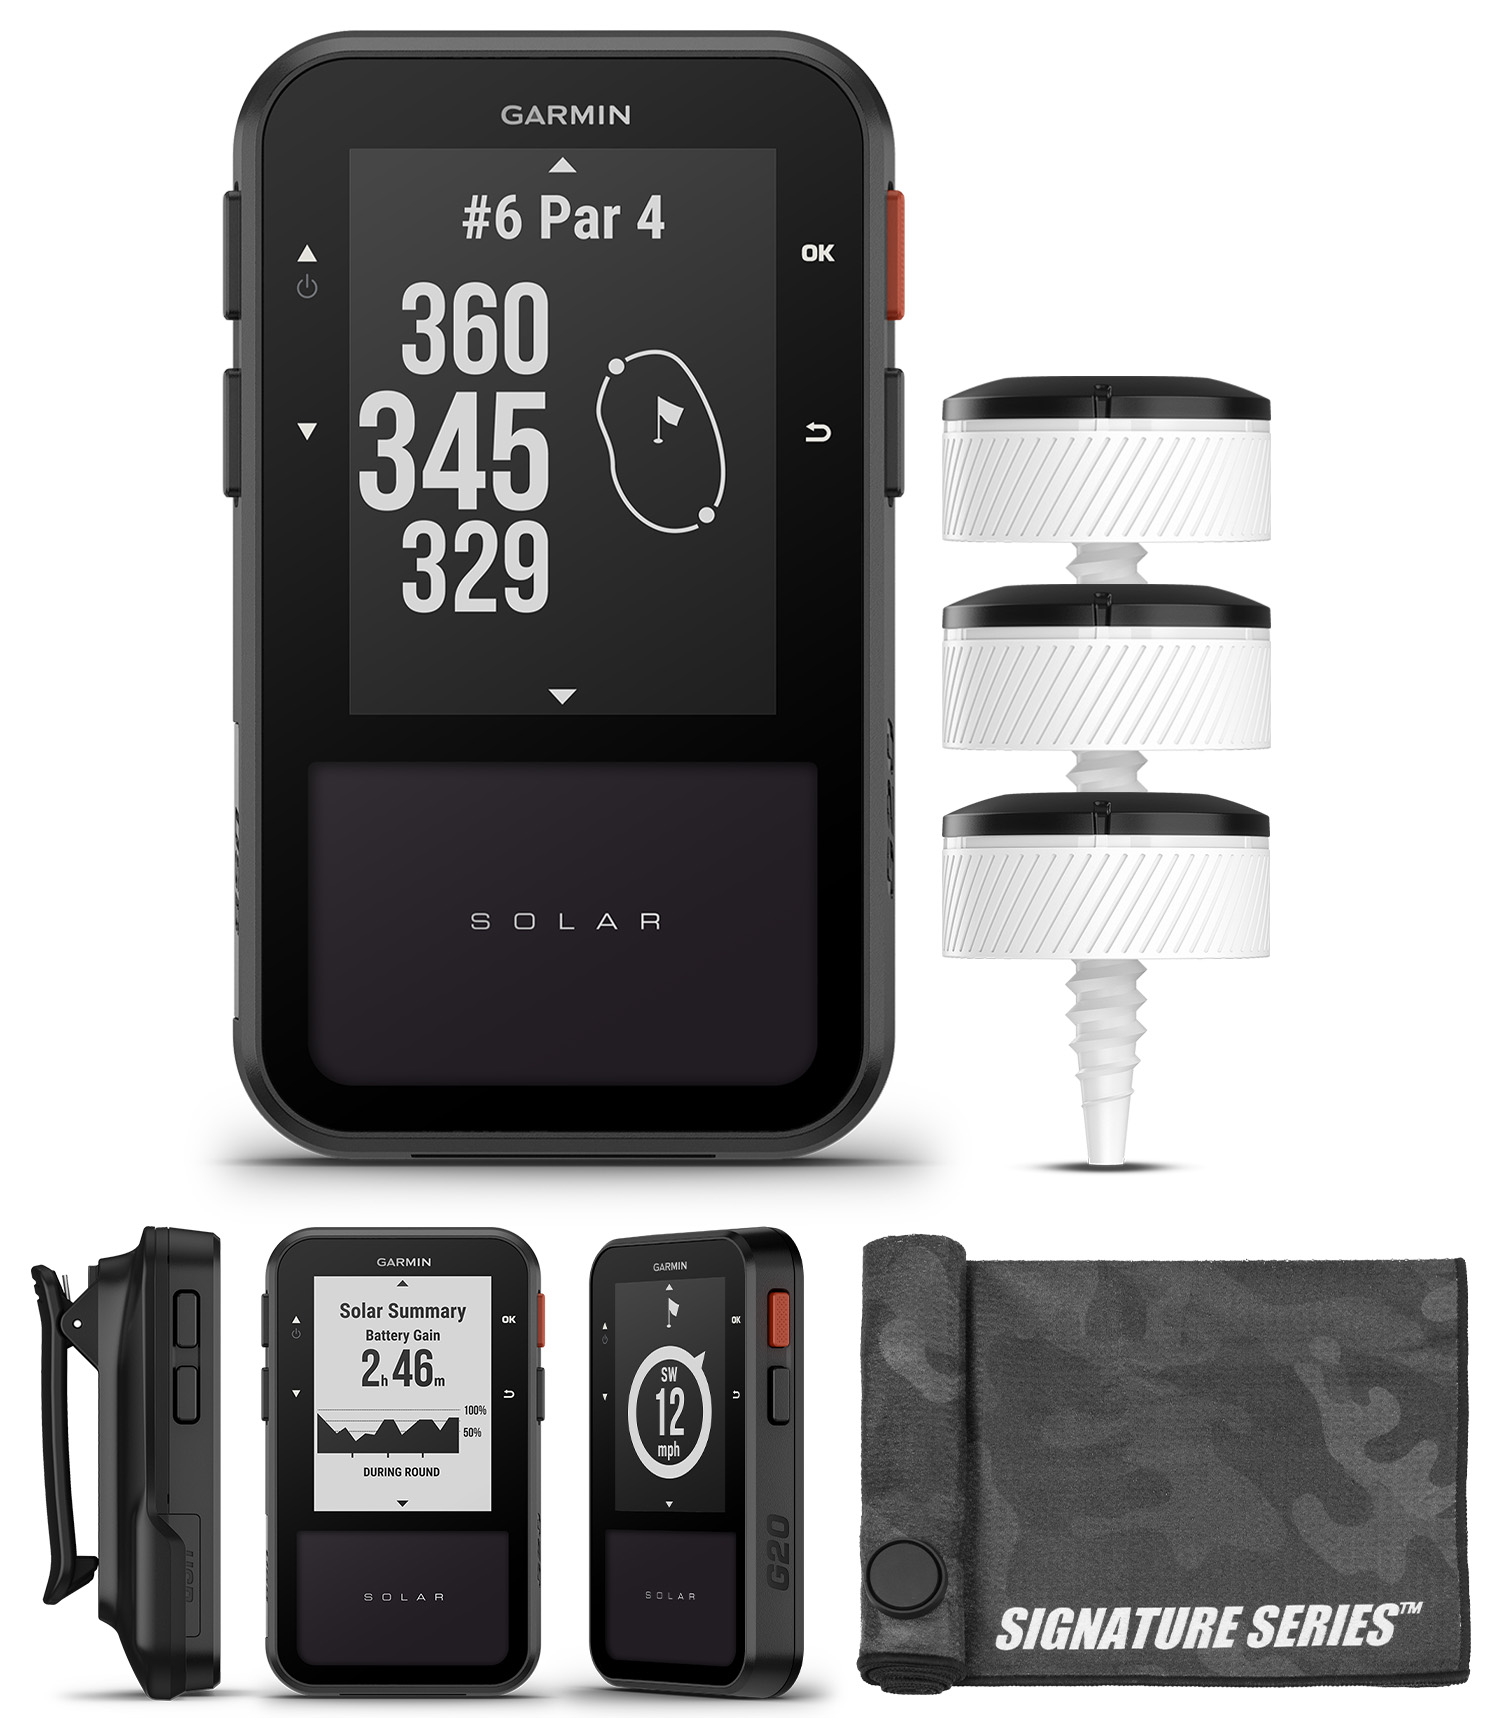 GARMIN
#6 Par 4
OK
360
345
329
SOLAR
GARMIN
Solar Summary
Battery Gain
2h 46m
100%
50%
DURING ROUND
OK
SOLAR
GARMIN
OK
SW
12
mph
SOLAR
G20
SIGNATURE SERIES™